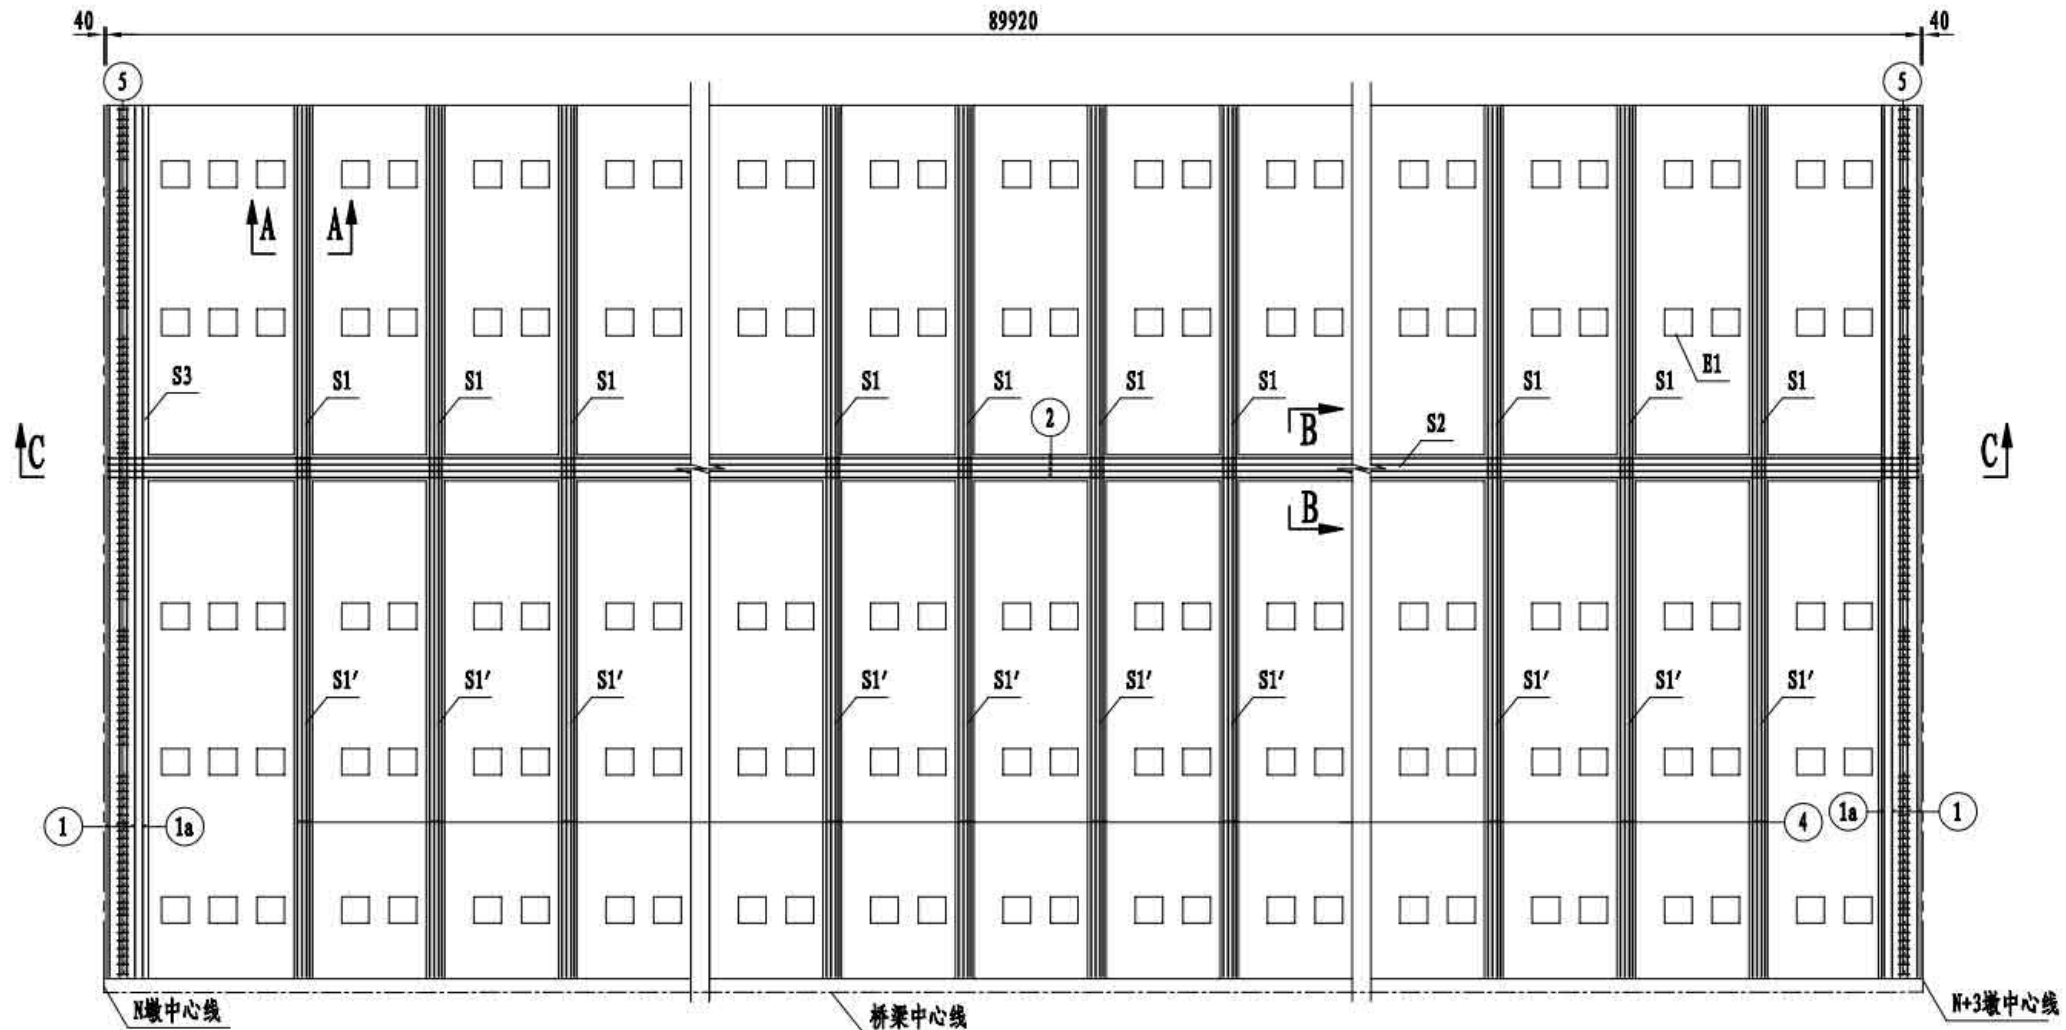 40 89920 40
5 5
A A
S3 S1 S1 S1 S1 S1 S1 S1 S1 S1 S1 E1
2 B S2
C C
B
S1′ S1′ S1′ S1′ S1′ S1′ S1′ S1′ S1′ S1′
1 1a 4 1a 1
N墩中心线 桥梁中心线 N+3墩中心线